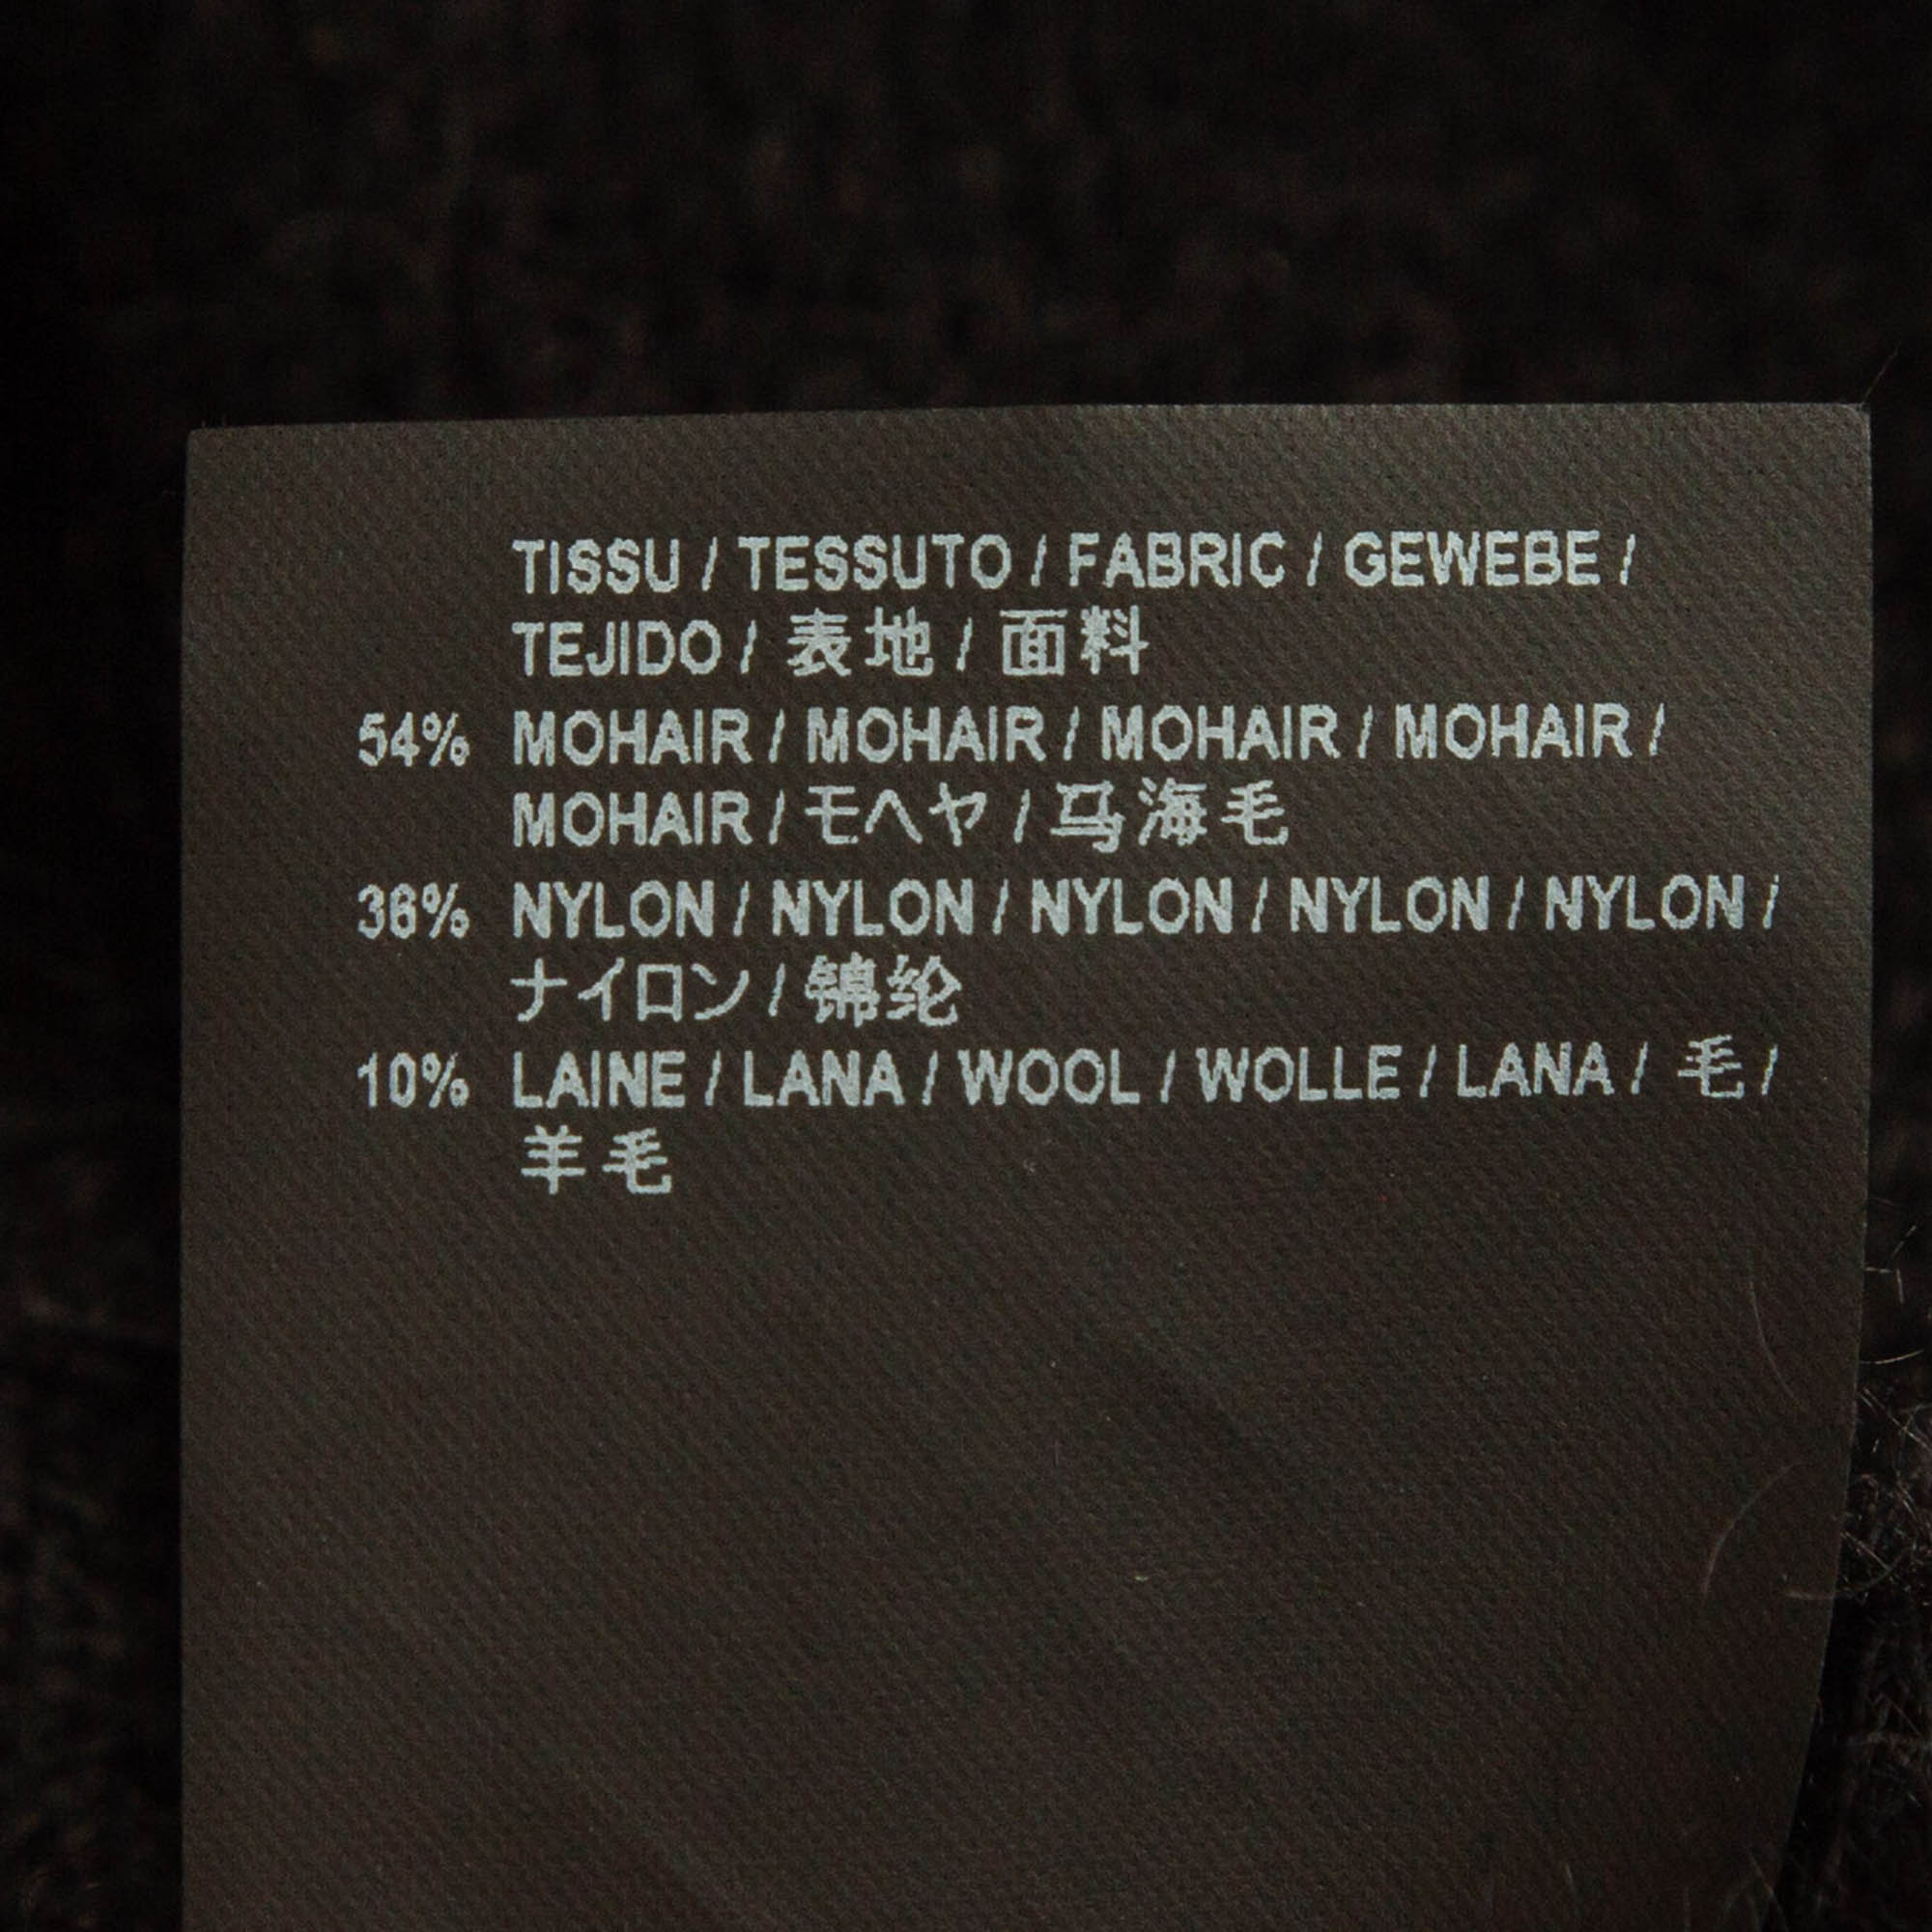 TISSU / TESSUTO / FABRIC / GEWEBE /
TEJIDO / 表地 / 面料
54% MOHAIR / MOHAIR / MOHAIR / MOHAIR /
MOHAIR / モヘヤ / 马海毛
36% NYLON / NYLON / NYLON / NYLON / NYLON /
ナイロン / 锦纶
10% LAINE / LANA / WOOL / WOLLE / LANA / 毛 /
羊毛